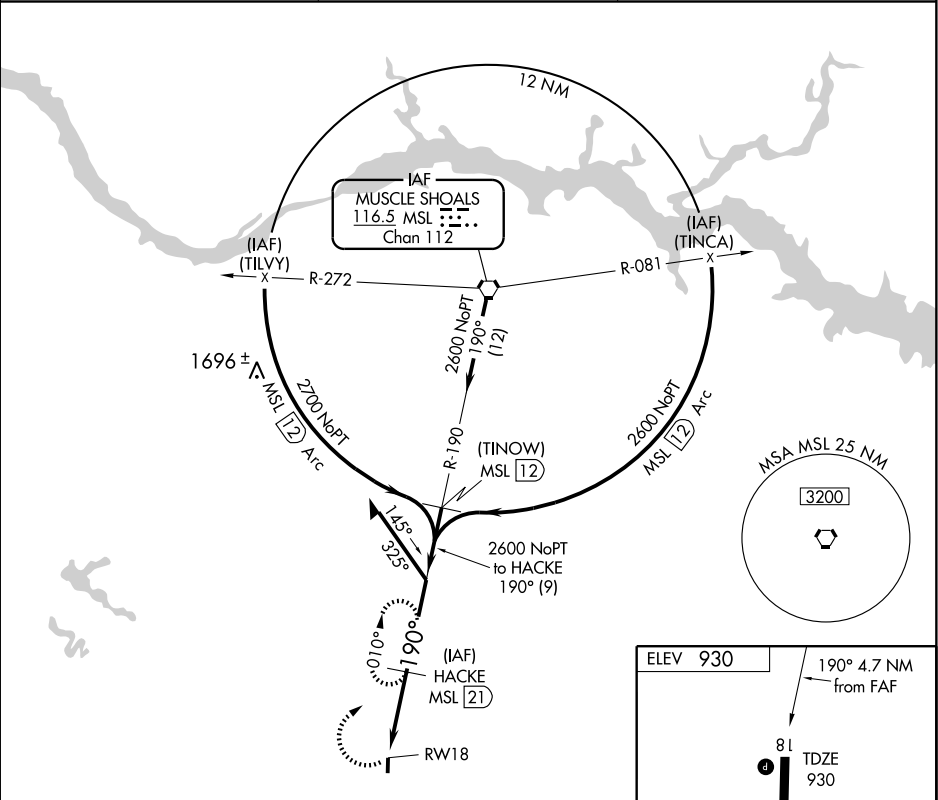 12 NM
IAF
MUSCLE SHOALS
116.5 MSL
Chan 112
(IAF)
(TILVY)
X
R-272
(IAF)
(TINCA)
X
R-081
2600 NoPT
190°
(12)
1696 ±
2700 NoPT
MSL 12 Arc
2600 NoPT
MSL 12 Arc
R-190
(TINOW)
MSL 12
MSA MSL 25 NM
3200
145°
325°
2600 NoPT
to HACKE
190° (9)
010°
190°
(IAF)
HACKE
MSL 21
RW18
ELEV 930
190° 4.7 NM
from FAF
18
P
TDZE
930